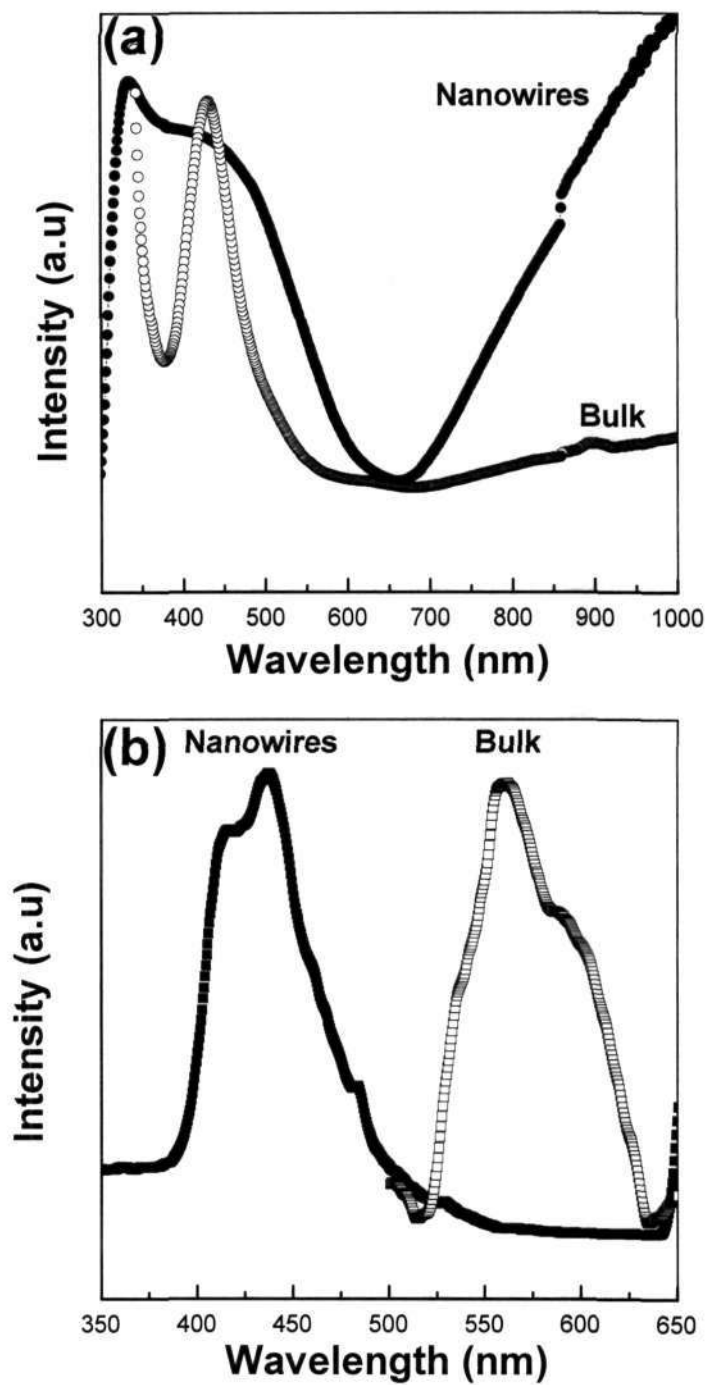 (a)
Nanowires
Bulk
Intensity (a.u)
300 400 500 600 700 800 900 1000
Wavelength (nm)
(b)
Nanowires Bulk
Intensity (a.u)
350 400 450 500 550 600 650
Wavelength (nm)